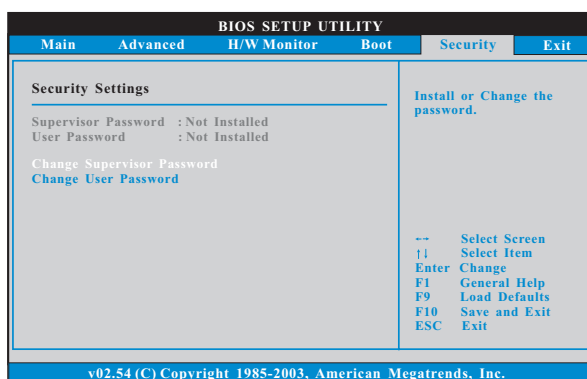 BIOS SETUP UTILITY
Main Advanced H/W Monitor Boot Security Exit
Security Settings
Supervisor Password : Not Installed
User Password : Not Installed
Change Supervisor Password
Change User Password
Install or Change the
password.
←→ Select Screen
↑↓ Select Item
Enter Change
F1 General Help
F9 Load Defaults
F10 Save and Exit
ESC Exit
v02.54 (C) Copyright 1985-2003, American Megatrends, Inc.